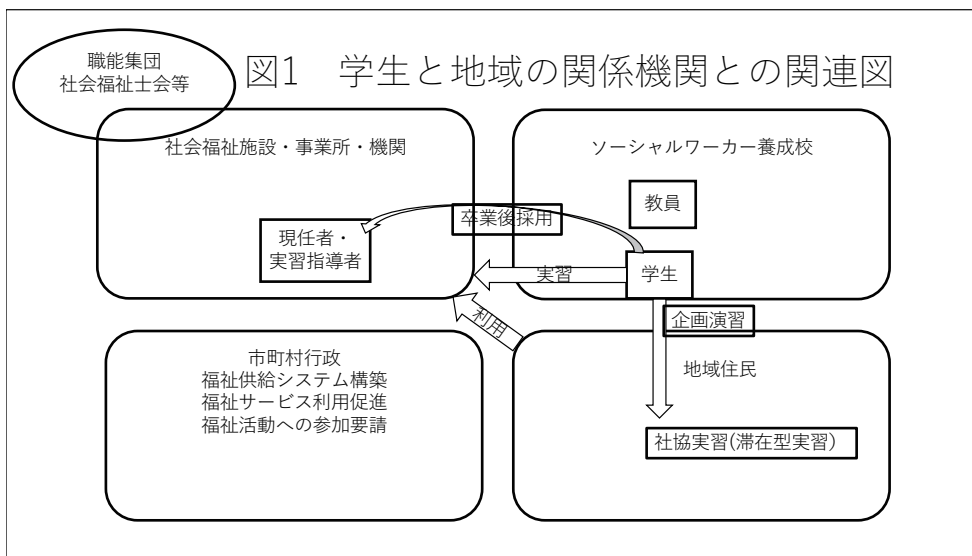 職能集団
社会福祉士会等
図1　学生と地域の関係機関との関連図
社会福祉施設・事業所・機関
ソーシャルワーカー養成校
教員
卒業後採用
現任者・
実習指導者
実習
学生
企画演習
利用
市町村行政
福祉供給システム構築
福祉サービス利用促進
福祉活動への参加要請
地域住民
社協実習(滞在型実習）